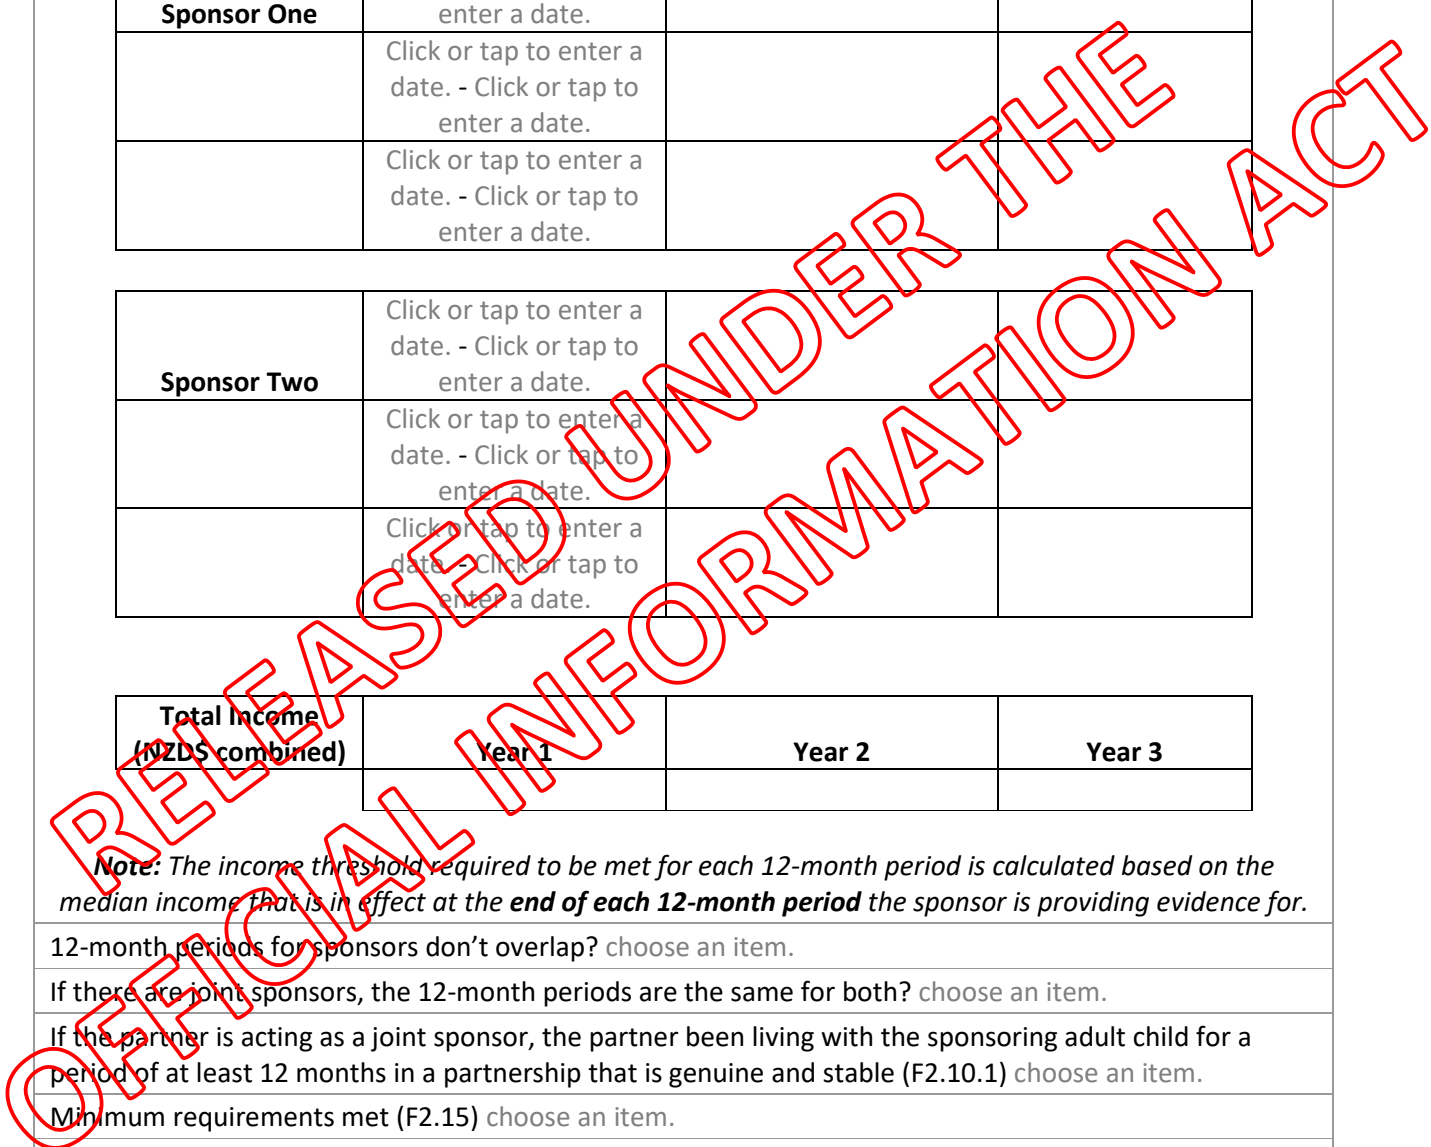 Sponsor One
enter a date.
Click or tap to enter a
date. - Click or tap to
enter a date.
Click or tap to enter a
date. - Click or tap to
enter a date.
Click or tap to enter a
date. - Click or tap to
Sponsor Two
enter a date.
Click or tap to enter a
date. - Click or tap to
enter a date.
Click or tap to enter a
date. - Click or tap to
enter a date.
Total Income
(NZD$ combined)
Year 1
Year 2
Year 3
Note: The income threshold required to be met for each 12-month period is calculated based on the
median income that is in effect at the end of each 12-month period the sponsor is providing evidence for.
12-month periods for sponsors don’t overlap? choose an item.
If there are joint sponsors, the 12-month periods are the same for both? choose an item.
If the partner is acting as a joint sponsor, the partner been living with the sponsoring adult child for a
period of at least 12 months in a partnership that is genuine and stable (F2.10.1) choose an item.
Minimum requirements met (F2.15) choose an item.
RELEASED UNDER THE
OFFICIAL INFORMATION ACT